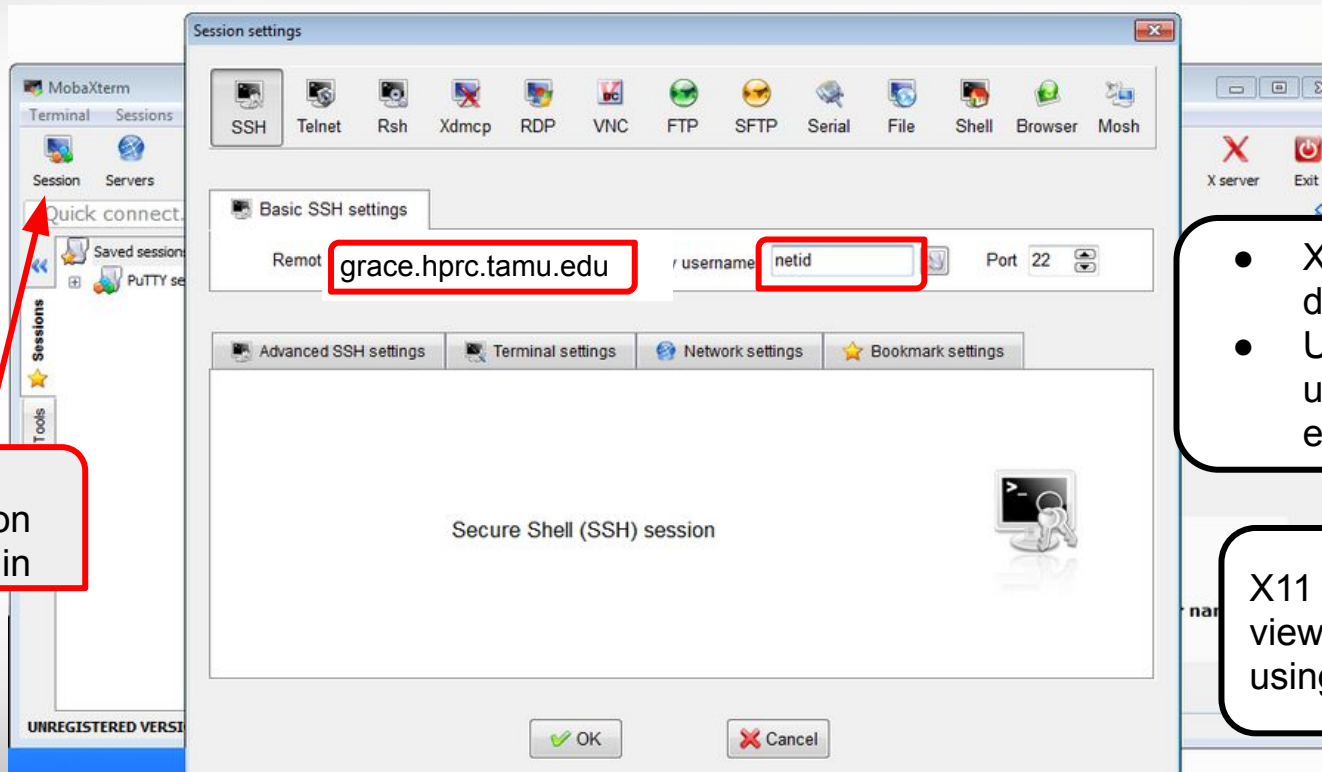 Session settings
MobaXterm
Terminal Sessions
SSH Telnet Rsh Xdmcp RDP VNC FTP SFTP Serial File Shell Browser Mosh
Session Servers
X server Exit
Quick connect.
Basic SSH settings
Saved session
PuTTY se
Remot grace.hprc.tamu.edu username netid Port 22
Sessions
Tools
Advanced SSH settings Terminal settings Network settings Bookmark settings
on
in
Secure Shell (SSH) session
X
d
U
u
e
X11
view
using
nar
UNREGISTERED VERSI
OK Cancel